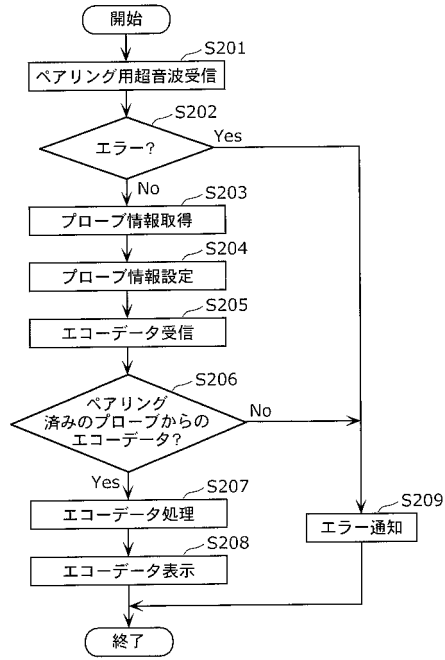 開始
S201
ペアリング用超音波受信
S202
エラー?
Yes
No
S203
プローブ情報取得
S204
プローブ情報設定
S205
エコーデータ受信
S206
ペアリング
済みのプローブからの
エコーデータ?
No
Yes
S207
エコーデータ処理
S209
エラー通知
S208
エコーデータ表示
終了